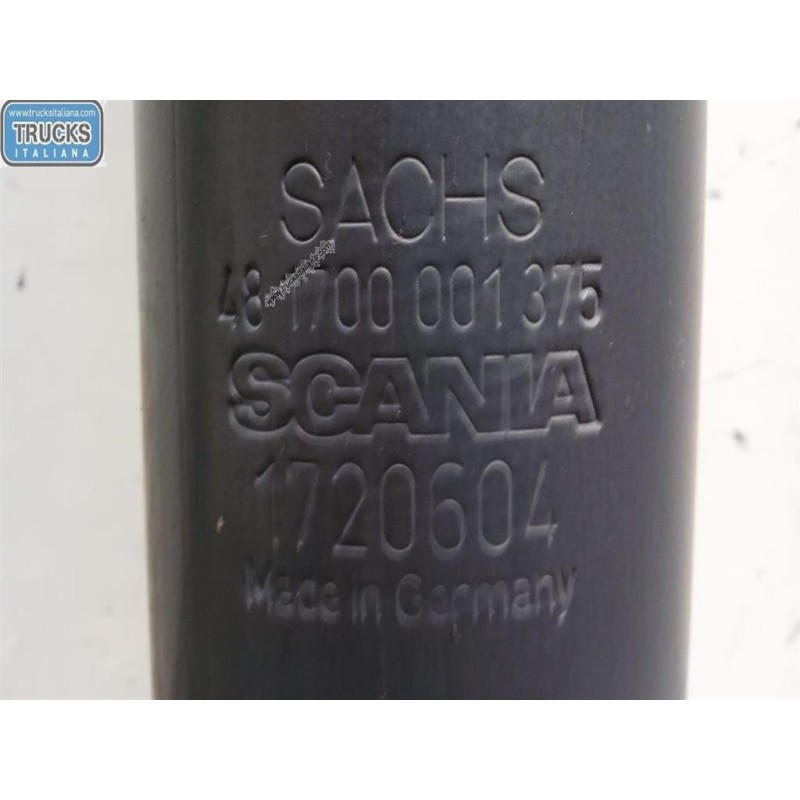 www.trucksitaliana.com
TRUCKS
ITALIANA
SACHS
48 1700 001 375
SCANIA
1720604
Made in Germany